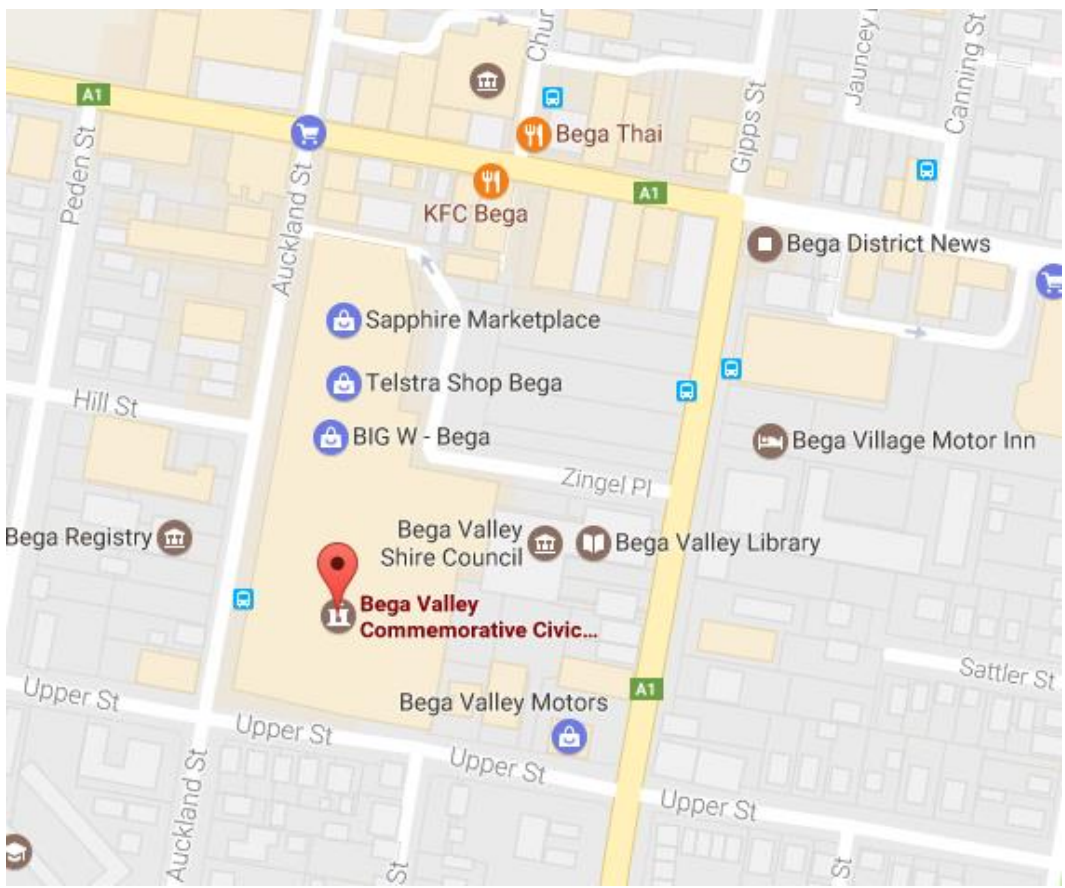 Chur
A1
Jauncey
Canning St
Peden St
Auckland St
Bega Thai
Gipps St
KFC Bega
A1
Bega District News
Sapphire Marketplace
Telstra Shop Bega
Hill St
BIG W - Bega
Bega Village Motor Inn
Zingel Pl
Bega Registry
Bega Valley
Shire Council
Bega Valley Library
Bega Valley
Commemorative Civic...
Sattler St
Upper St
A1
Bega Valley Motors
Upper St
Upper St
Upper St
Auckland St
St
St